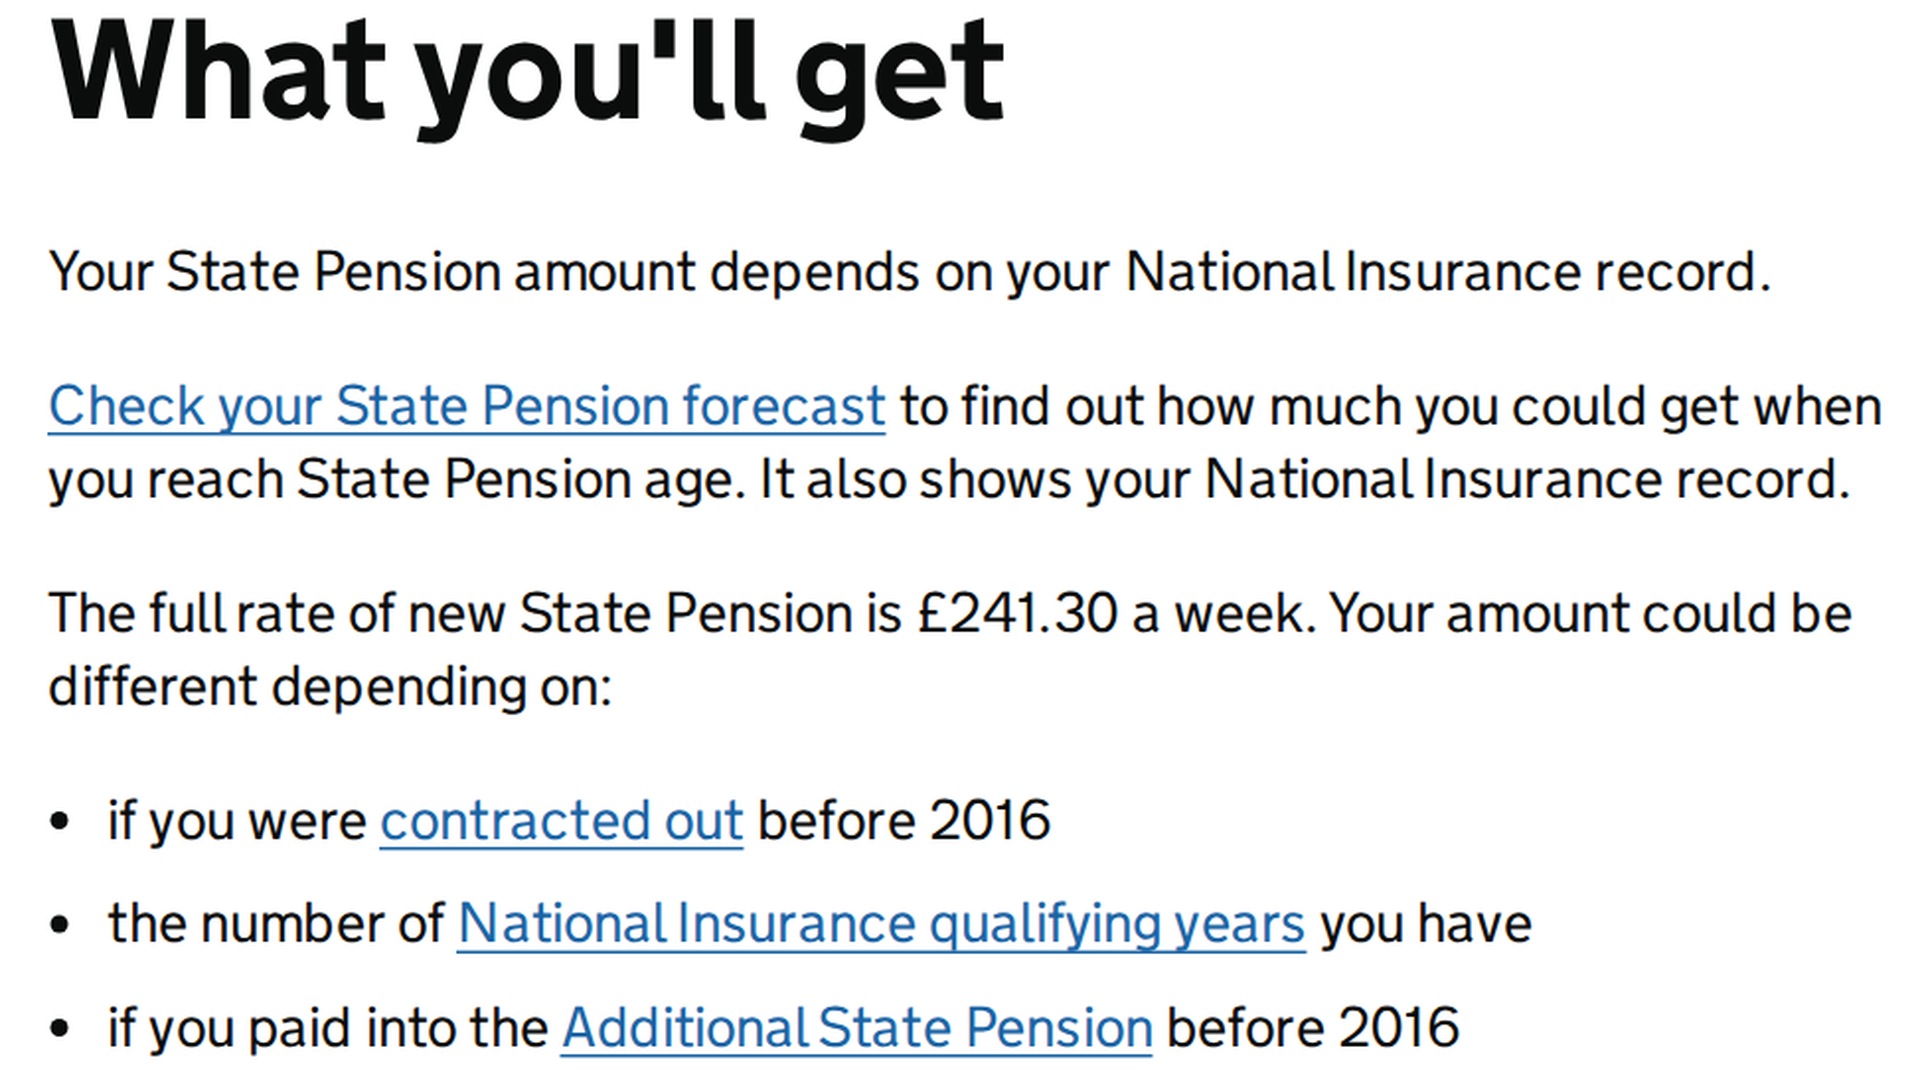 What you'll get
Your State Pension amount depends on your National Insurance record.
Check your State Pension forecast to find out how much you could get when
you reach State Pension age. It also shows your National Insurance record.
The full rate of new State Pension is £241.30 a week. Your amount could be
different depending on:
• if you were contracted out before 2016
• the number of National Insurance qualifying years you have
• if you paid into the Additional State Pension before 2016